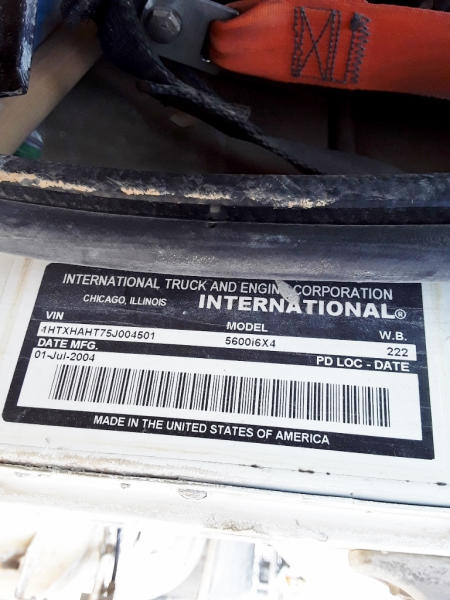 INTERNATIONAL TRUCK AND ENGINE CORPORATION
CHICAGO, ILLINOIS INTERNATIONAL®
VIN MODEL W.B.
1HTXHAHT75J004501 5600i6X4 222
DATE MFG. PD LOC - DATE
01-Jul-2004
MADE IN THE UNITED STATES OF AMERICA